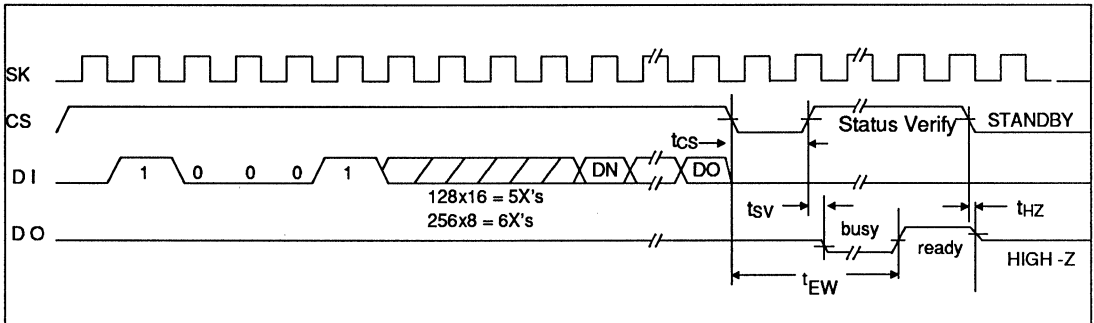 SK
CS
Status Verify
STANDBY
tCS
DI
1
0
0
0
1
DN
DO
128x16 = 5X's
256x8 = 6X's
tSV
busy
tHZ
DO
ready
HIGH -Z
tEW